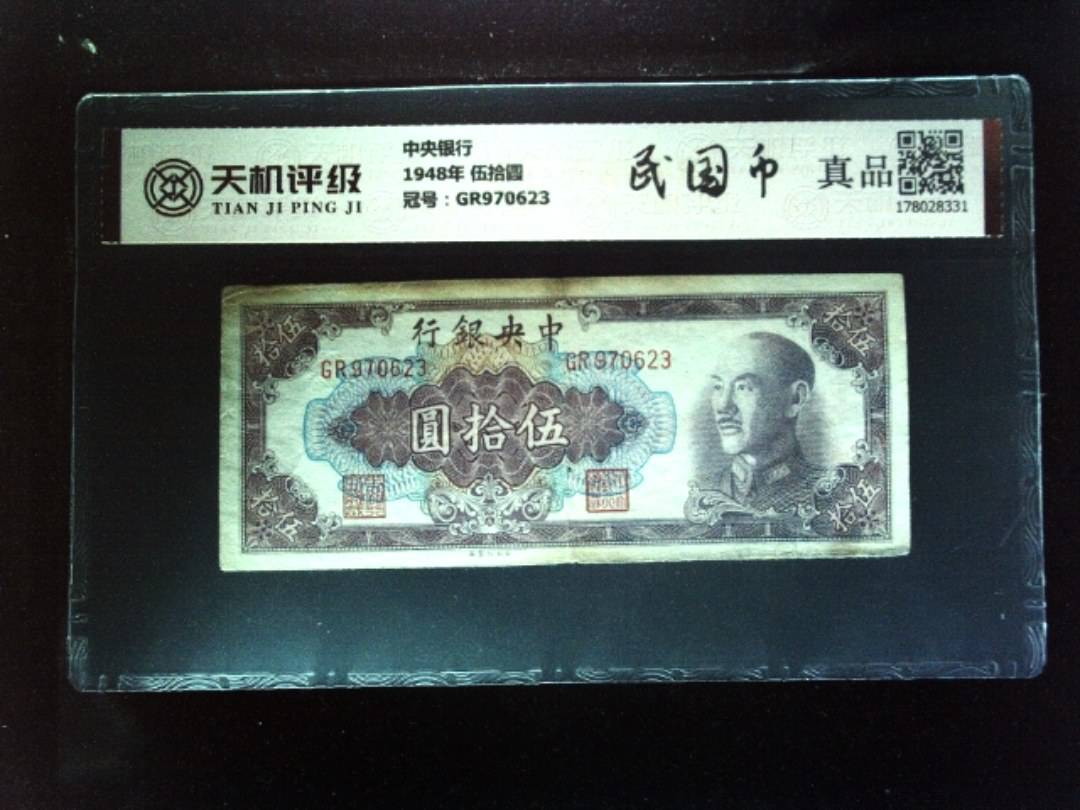 天机评级
TIAN JI PING JI
中央银行
1948年 伍拾圆
冠号：GR970623
民国币
真品
178028331
拾伍
行銀央中
拾伍
GR970623
GR970623
圓拾伍
拾伍
拾伍